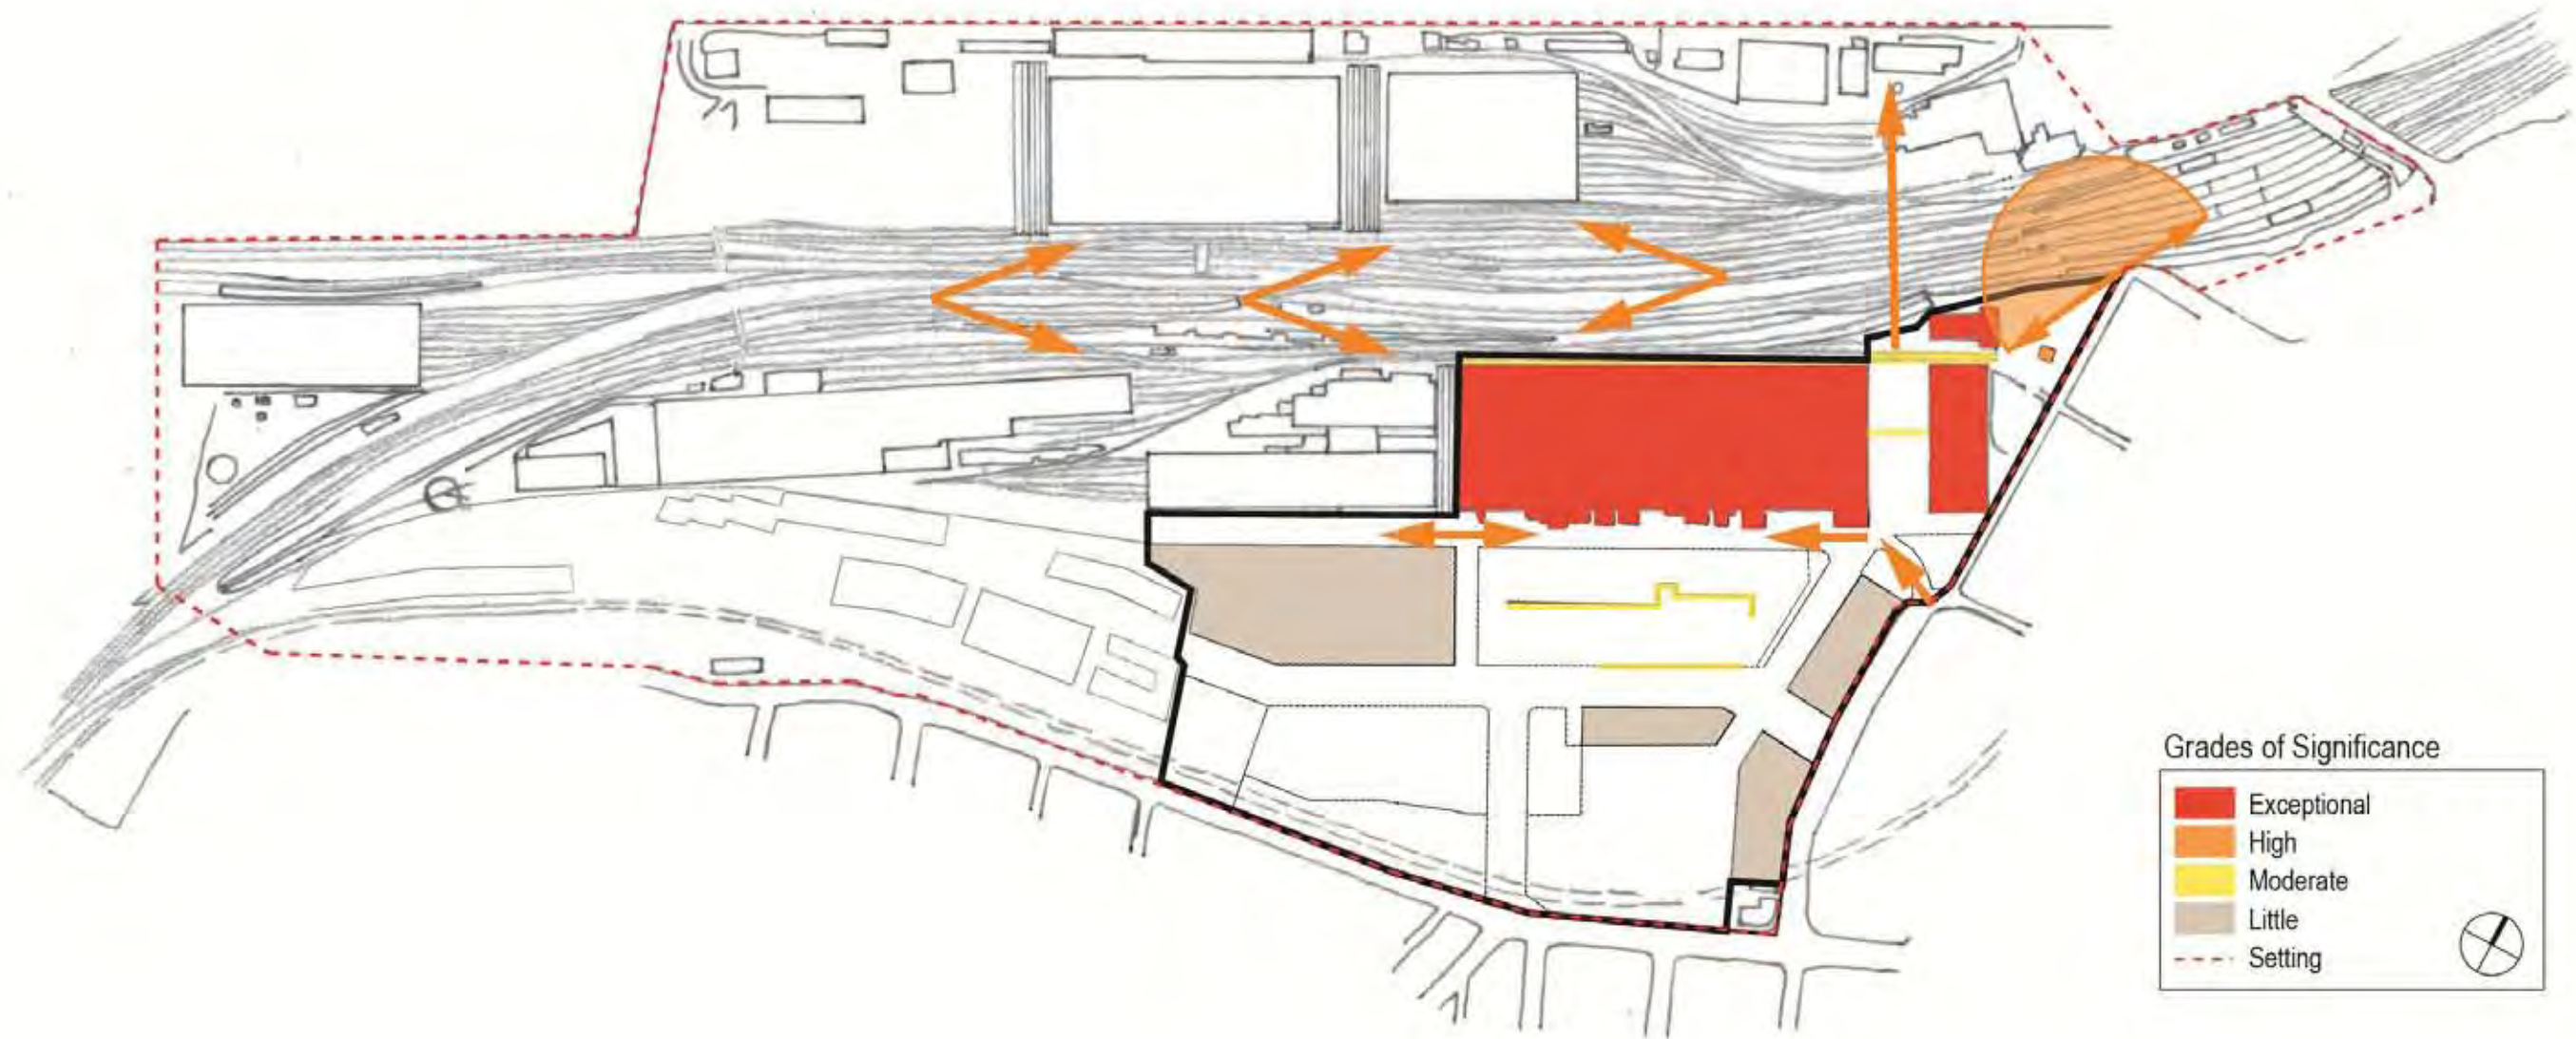 Grades of Significance
Exceptional
High
Moderate
Little
Setting